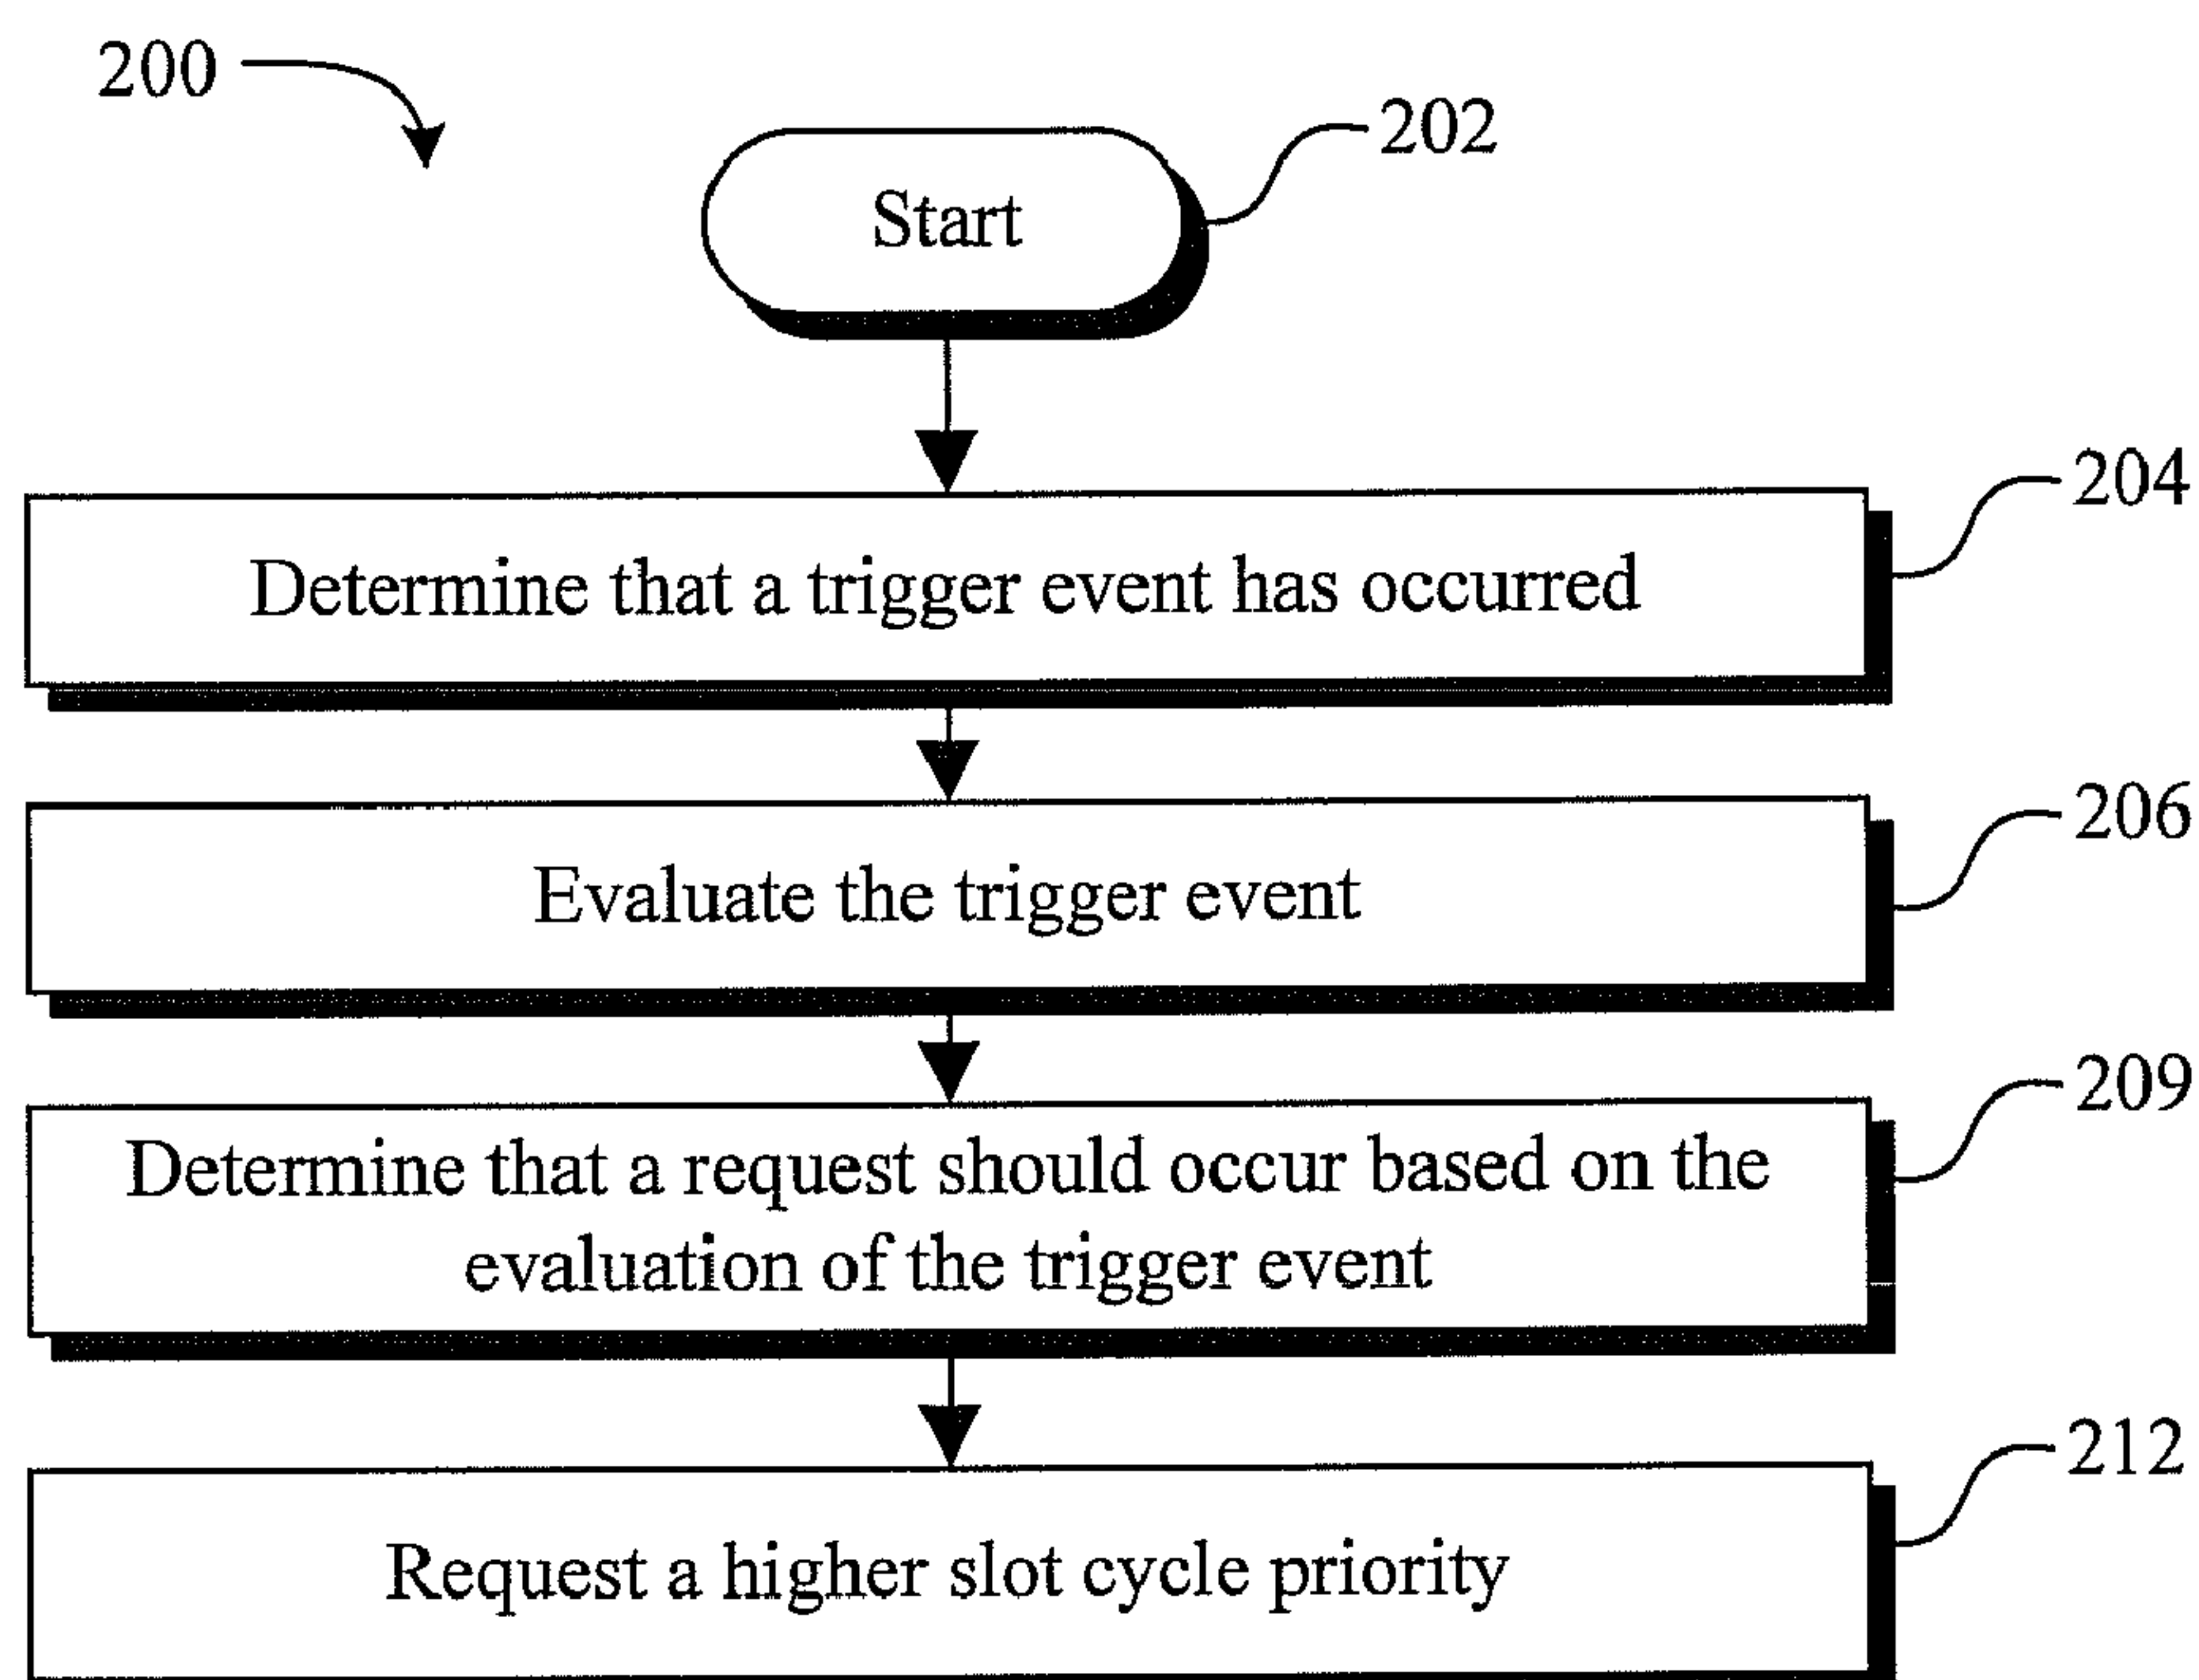 200
202
Start
204
Determine that a trigger event has occurred
206
Evaluate the trigger event
209
Determine that a request should occur based on the
evaluation of the trigger event
212
Request a higher slot cycle priority